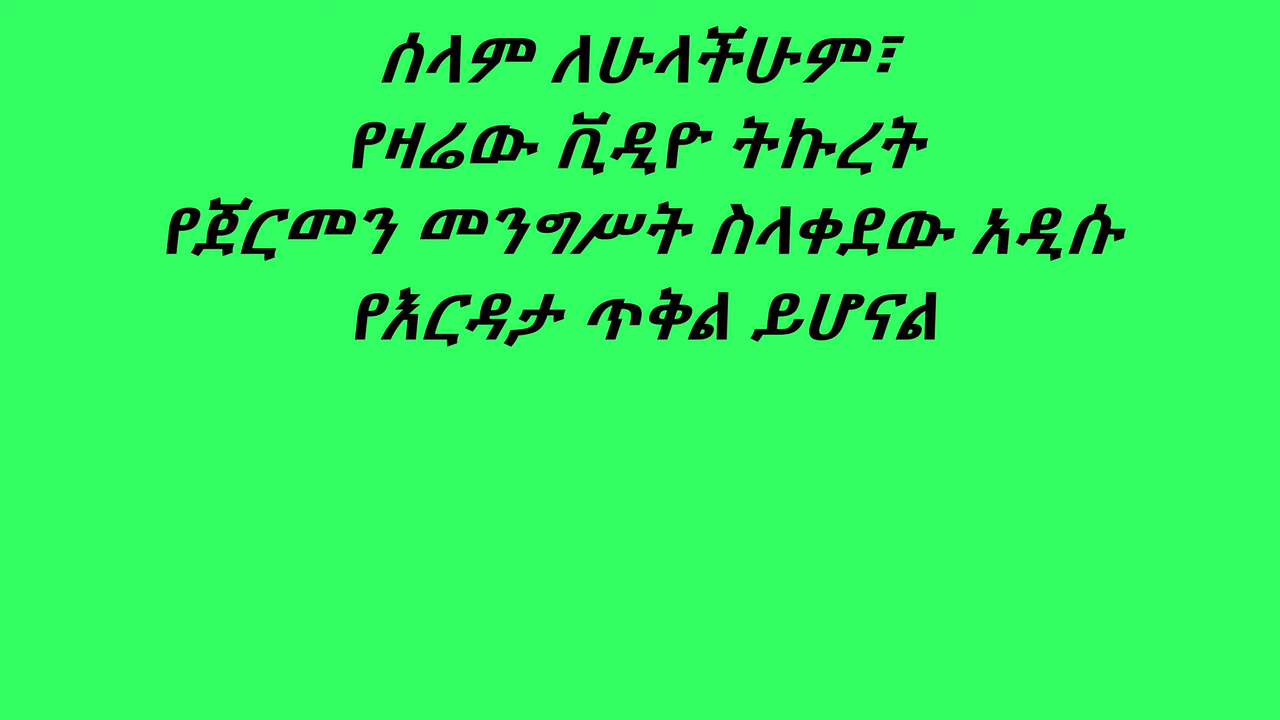 ሰላም ለሁላችሁም፣
የዛሬው ቪዲዮ ትኩረት
የጀርመን መንግሥት ስላቀደው አዲሱ
የእርዳታ ጥቅል ይሆናል